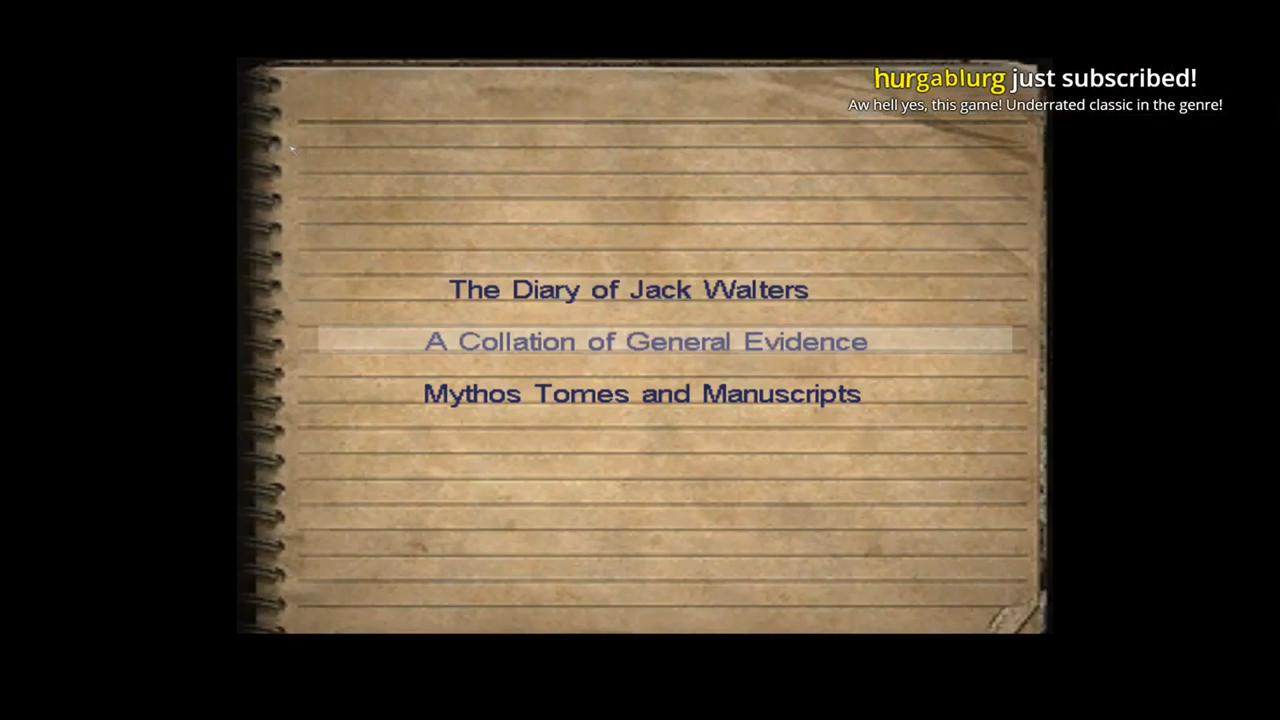 hurgablurg just subscribed!
Aw hell yes, this game! Underrated classic in the genre!
The Diary of Jack Walters
A Collation of General Evidence
Mythos Tomes and Manuscripts